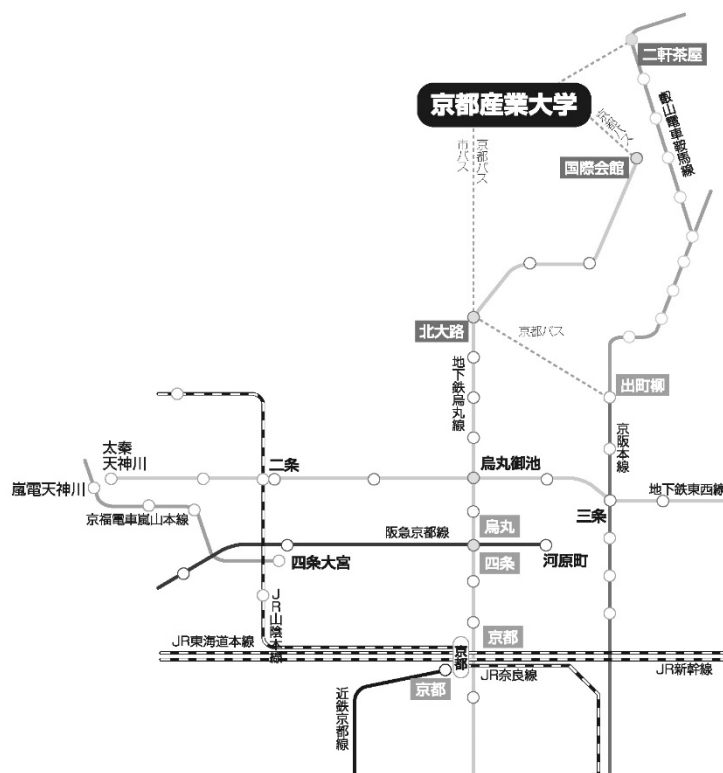 二軒茶屋
京都産業大学
叡山電車鞍馬線
京都バス
市バス
京都バス
国際会館
北大路
京都バス
地下鉄烏丸線
出町柳
京阪本線
太秦
天神川
二条
烏丸御池
嵐電天神川
地下鉄東西線
三条
京福電車嵐山本線
阪急京都線
烏丸
四条
河原町
四条大宮
JR山陰本線
JR東海道本線
京都
京都
JR新幹線
JR奈良線
京都
近鉄京都線